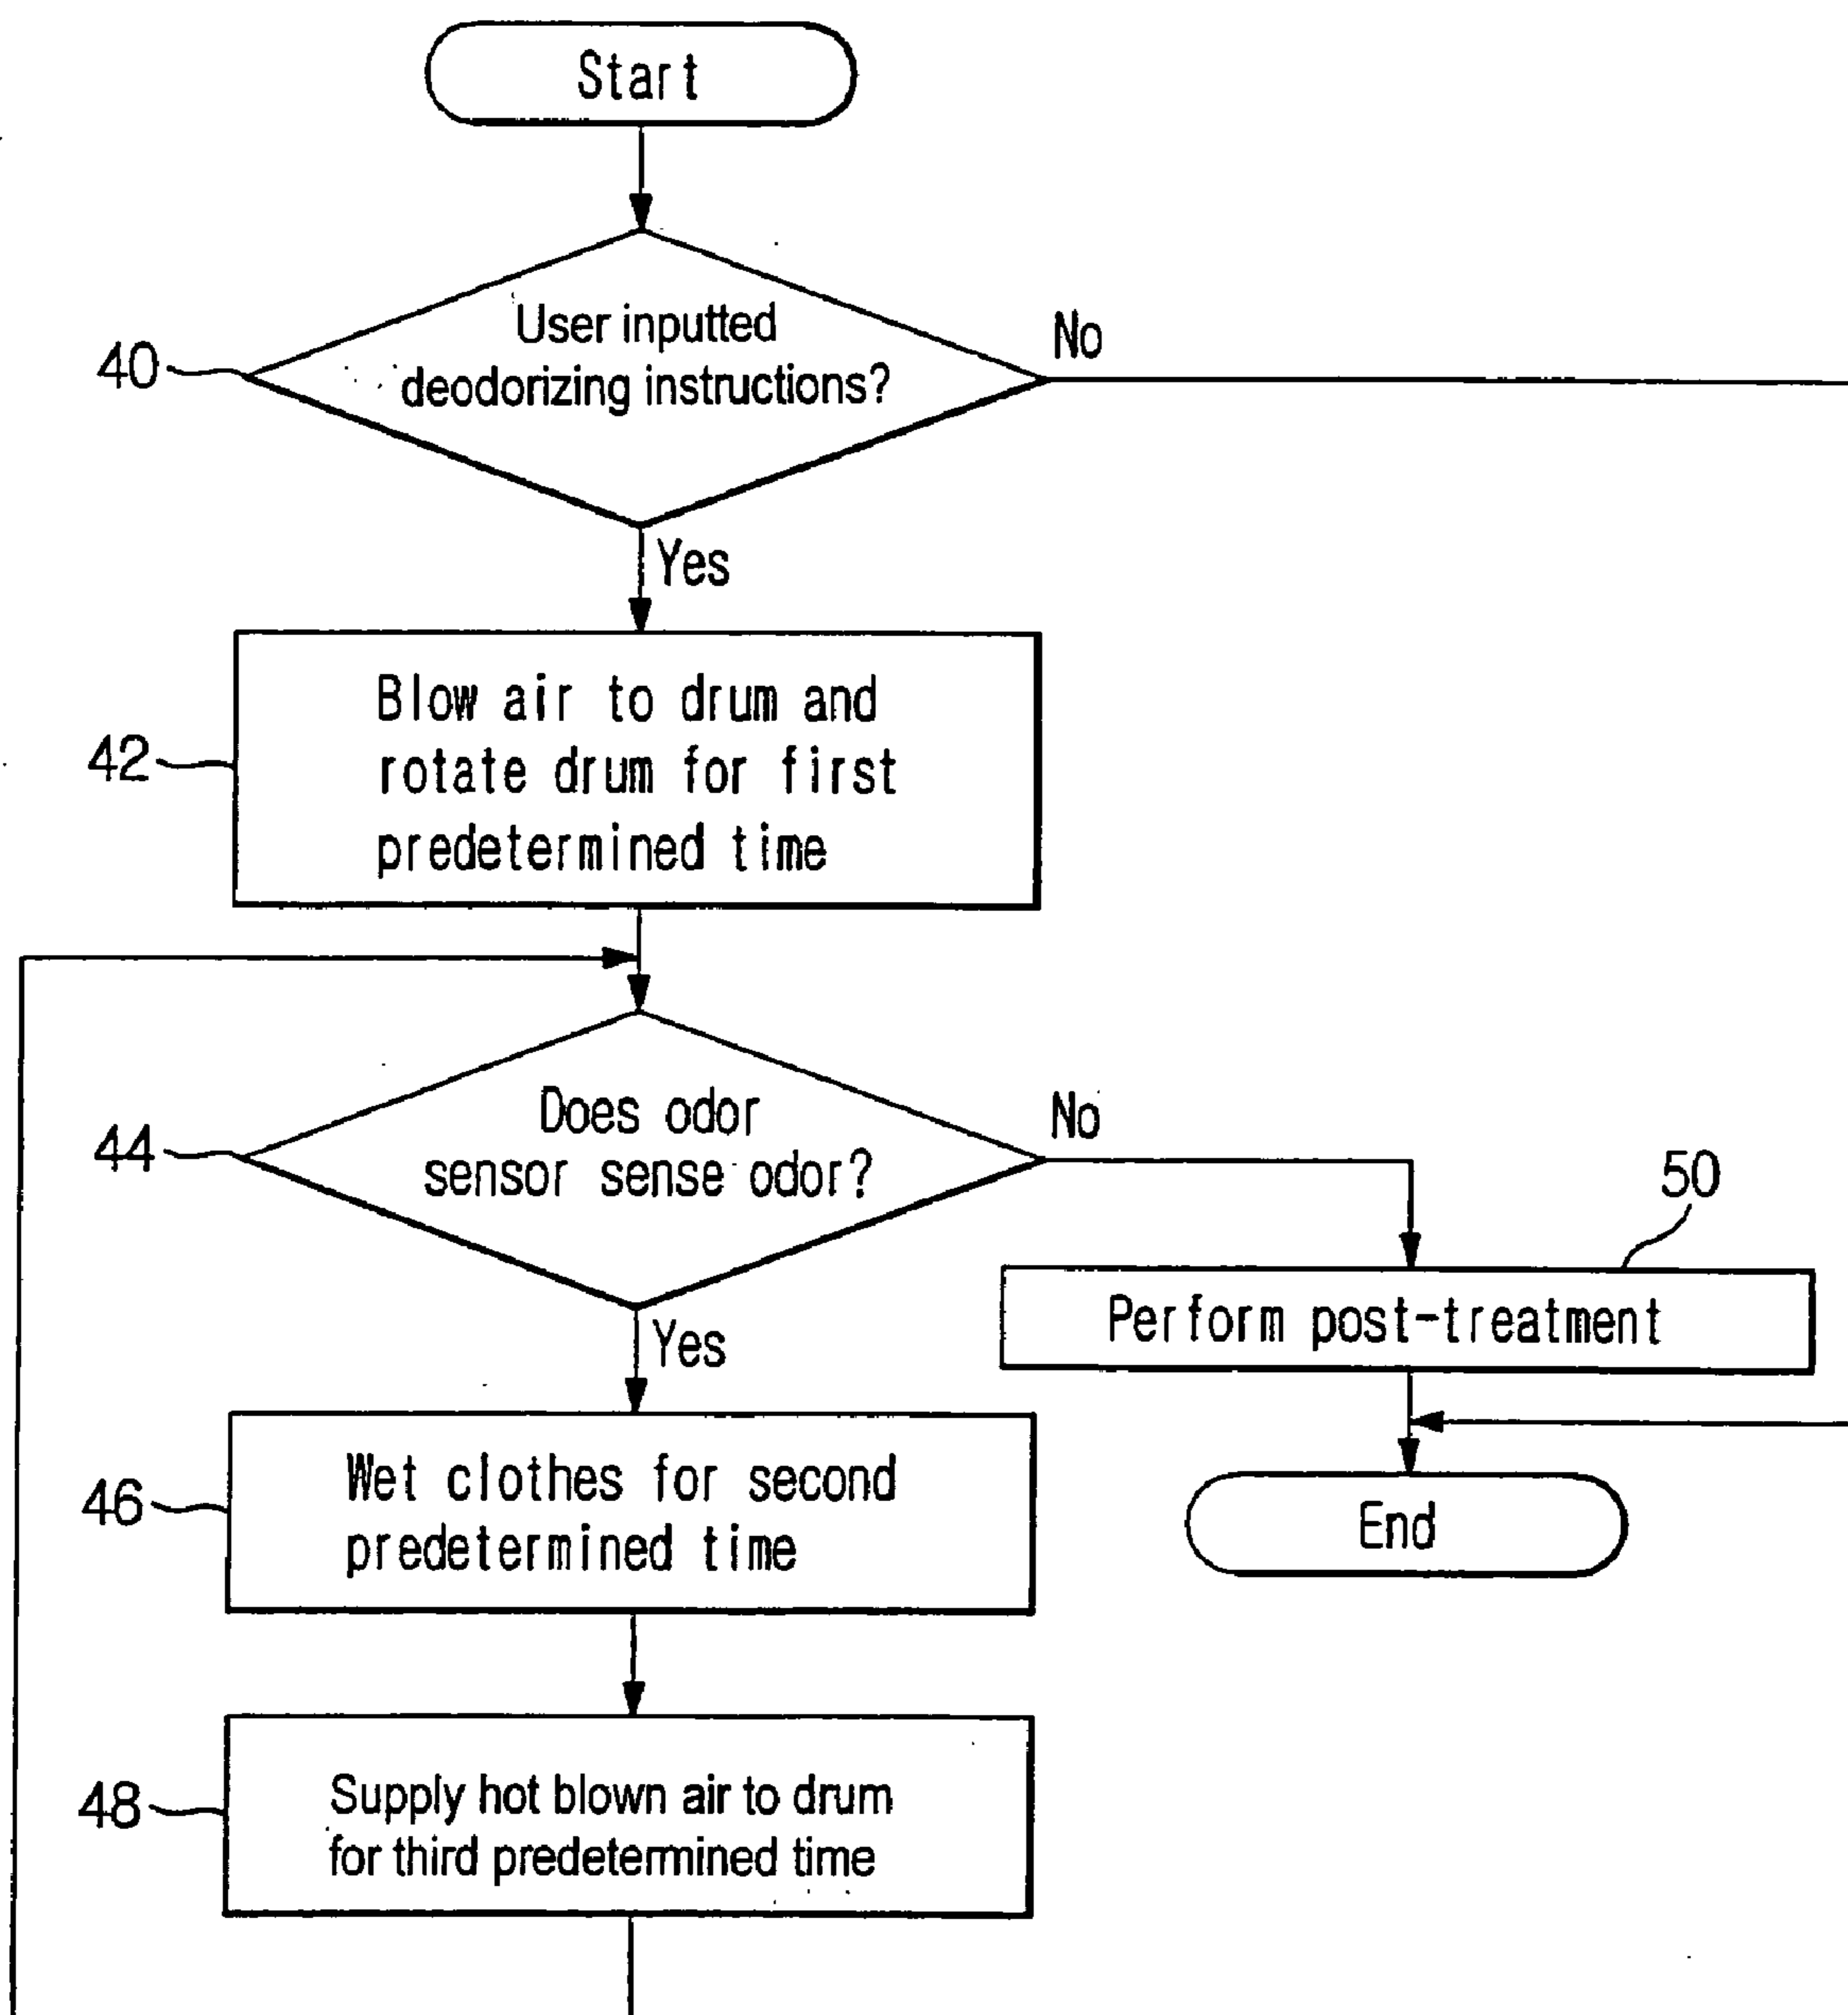 Start
User inputted
deodorizing instructions?
No
40
Yes
Blow air to drum and
rotate drum for first
predetermined time
42
Does odor
sensor sense odor?
No
44
50
Perform post-treatment
Yes
Wet clothes for second
predetermined time
46
End
Supply hot blown air to drum
for third predetermined time
48